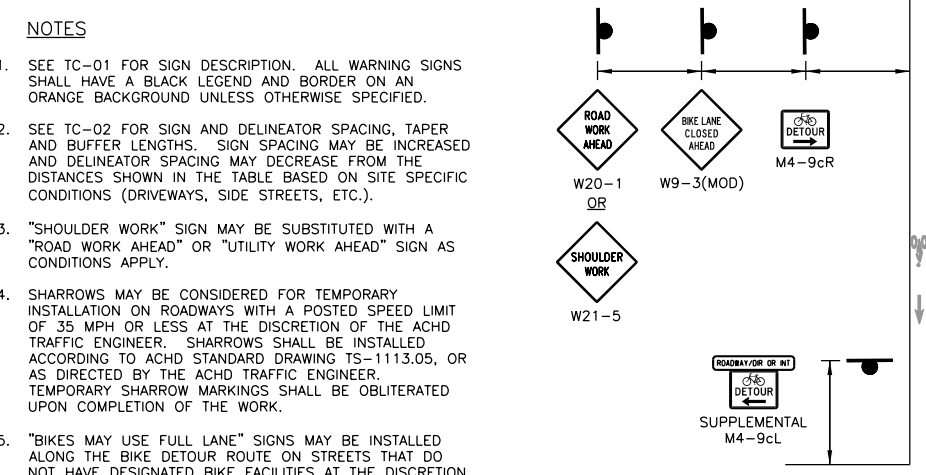 NOTES
1. SEE TC-01 FOR SIGN DESCRIPTION. ALL WARNING SIGNS
SHALL HAVE A BLACK LEGEND AND BORDER ON AN
ORANGE BACKGROUND UNLESS OTHERWISE SPECIFIED.
2. SEE TC-02 FOR SIGN AND DELINEATOR SPACING, TAPER
AND BUFFER LENGTHS. SIGN SPACING MAY BE INCREASED
AND DELINEATOR SPACING MAY DECREASE FROM THE
DISTANCES SHOWN IN THE TABLE BASED ON SITE SPECIFIC
CONDITIONS (DRIVEWAYS, SIDE STREETS, ETC.).
3. "SHOULDER WORK" SIGN MAY BE SUBSTITUTED WITH A
"ROAD WORK AHEAD" OR "UTILITY WORK AHEAD" SIGN AS
CONDITIONS APPLY.
4. SHARROWS MAY BE CONSIDERED FOR TEMPORARY
INSTALLATION ON ROADWAYS WITH A POSTED SPEED LIMIT
OF 35 MPH OR LESS AT THE DISCRETION OF THE ACHD
TRAFFIC ENGINEER. SHARROWS SHALL BE INSTALLED
ACCORDING TO ACHD STANDARD DRAWING TS-1113.05, OR
AS DIRECTED BY THE ACHD TRAFFIC ENGINEER.
TEMPORARY SHARROW MARKINGS SHALL BE OBLITERATED
UPON COMPLETION OF THE WORK.
5. "BIKES MAY USE FULL LANE" SIGNS MAY BE INSTALLED
ALONG THE BIKE DETOUR ROUTE ON STREETS THAT DO
NOT HAVE DESIGNATED BIKE FACILITIES AT THE DISCRETION
ROAD
WORK
AHEAD
W20-1
OR
SHOULDER
WORK
W21-5
BIKE LANE
CLOSED
AHEAD
W9-3(MOD)
DETOUR
M4-9cR
ROADWAY/DIR OR INT
DETOUR
SUPPLEMENTAL
M4-9cL